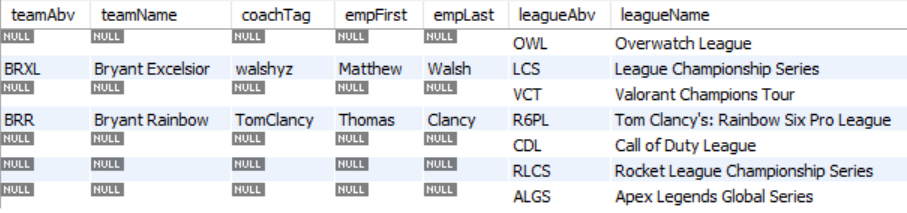 teamAbv teamName coachTag empFirst empLast leagueAbv leagueName
NULL NULL NULL NULL NULL OWL Overwatch League
BRXL Bryant Excelsior walshyz Matthew Walsh LCS League Championship Series
NULL NULL NULL NULL NULL VCT Valorant Champions Tour
BRR Bryant Rainbow TomClancy Thomas Clancy R6PL Tom Clancy's: Rainbow Six Pro League
NULL NULL NULL NULL NULL CDL Call of Duty League
NULL NULL NULL NULL NULL RLCS Rocket League Championship Series
NULL NULL NULL NULL NULL ALGS Apex Legends Global Series